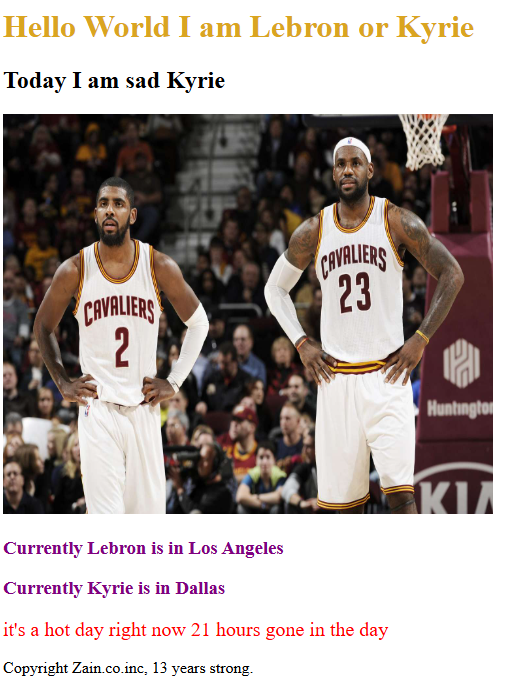 Hello World I am Lebron or Kyrie
Today I am sad Kyrie
CAVALIERS
23
CAVALIERS
2
Huntington
KIA
Currently Lebron is in Los Angeles
Currently Kyrie is in Dallas
it's a hot day right now 21 hours gone in the day
Copyright Zain.co.inc, 13 years strong.